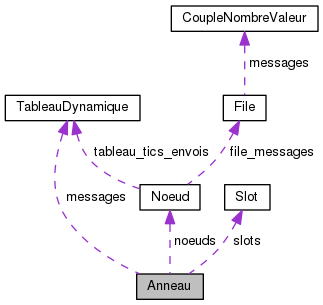 CoupleNombreValeur
messages
TableauDynamique
File
tableau_tics_envois
file_messages
messages
Noeud
Slot
noeuds
slots
Anneau